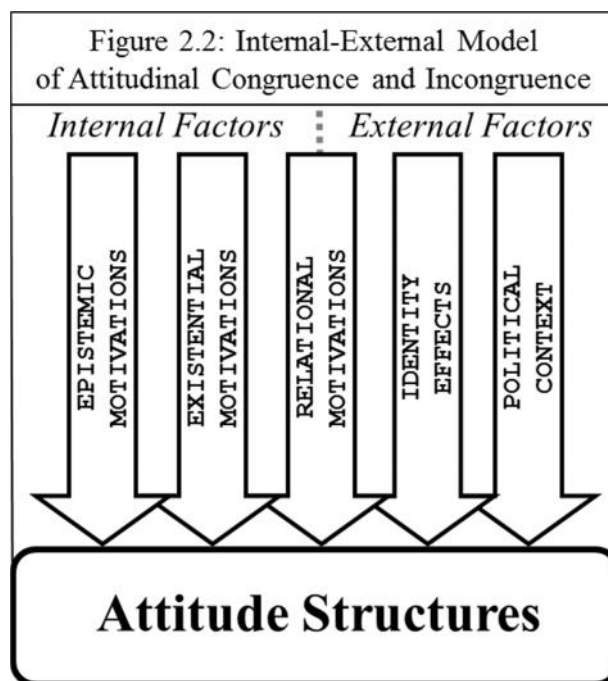 Figure 2.2: Internal-External Model
of Attitudinal Congruence and Incongruence
Internal Factors
External Factors
EPISTEMIC
MOTIVATIONS
EXISTENTIAL
MOTIVATIONS
RELATIONAL
MOTIVATIONS
IDENTITY
EFFECTS
POLITICAL
CONTEXT
Attitude Structures